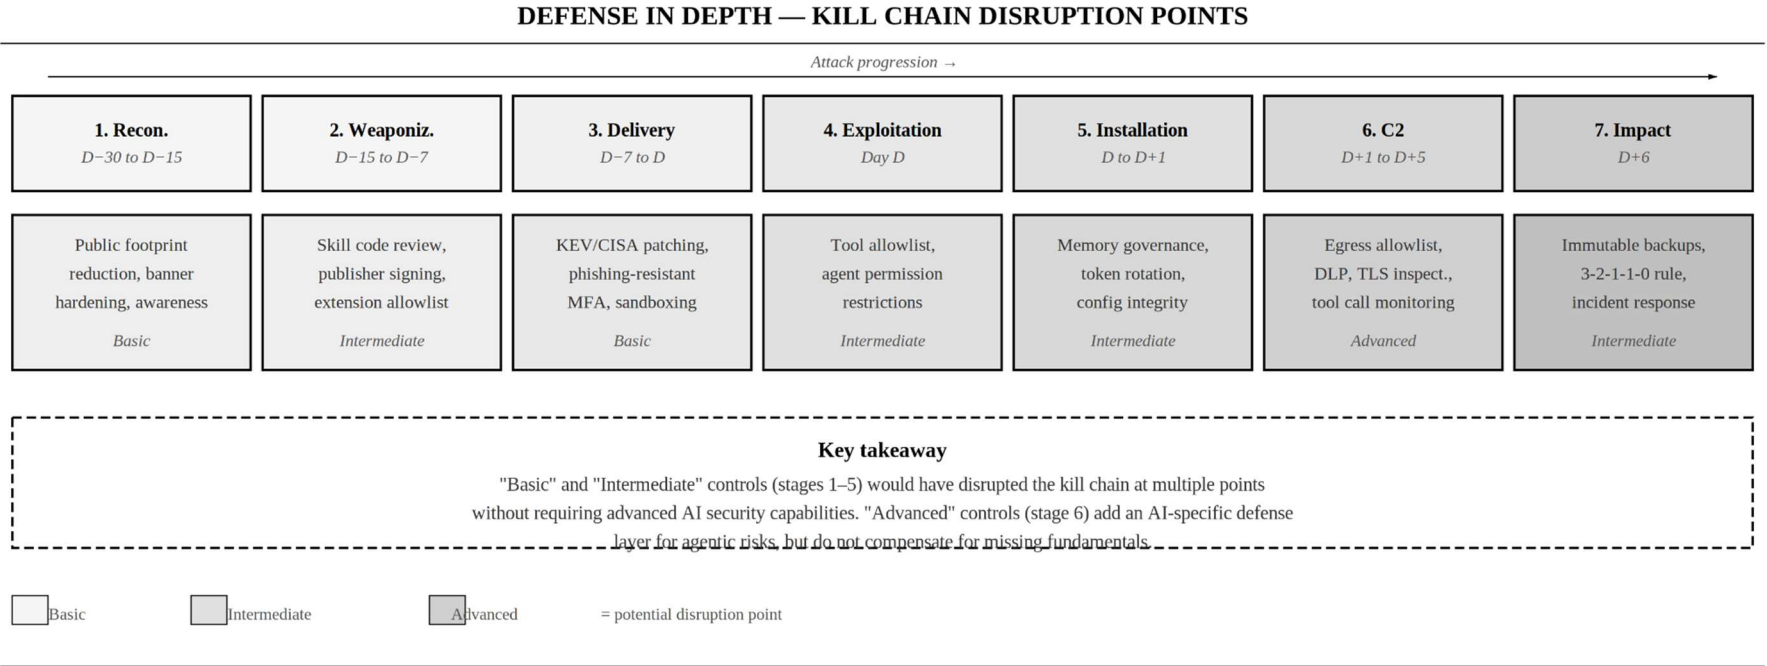 DEFENSE IN DEPTH — KILL CHAIN DISRUPTION POINTS
Attack progression →
1. Recon.
D−30 to D−15
2. Weaponiz.
D−15 to D−7
3. Delivery
D−7 to D
4. Exploitation
Day D
5. Installation
D to D+1
6. C2
D+1 to D+5
7. Impact
D+6
Public footprint
reduction, banner
hardening, awareness
Basic
Skill code review,
publisher signing,
extension allowlist
Intermediate
KEV/CISA patching,
phishing-resistant
MFA, sandboxing
Basic
Tool allowlist,
agent permission
restrictions
Intermediate
Memory governance,
token rotation,
config integrity
Intermediate
Egress allowlist,
DLP, TLS inspect.,
tool call monitoring
Advanced
Immutable backups,
3-2-1-1-0 rule,
incident response
Intermediate
Key takeaway
"Basic" and "Intermediate" controls (stages 1–5) would have disrupted the kill chain at multiple points
without requiring advanced AI security capabilities. "Advanced" controls (stage 6) add an AI-specific defense
layer for agentic risks, but do not compensate for missing fundamentals.
Basic
Intermediate
Advanced
= potential disruption point